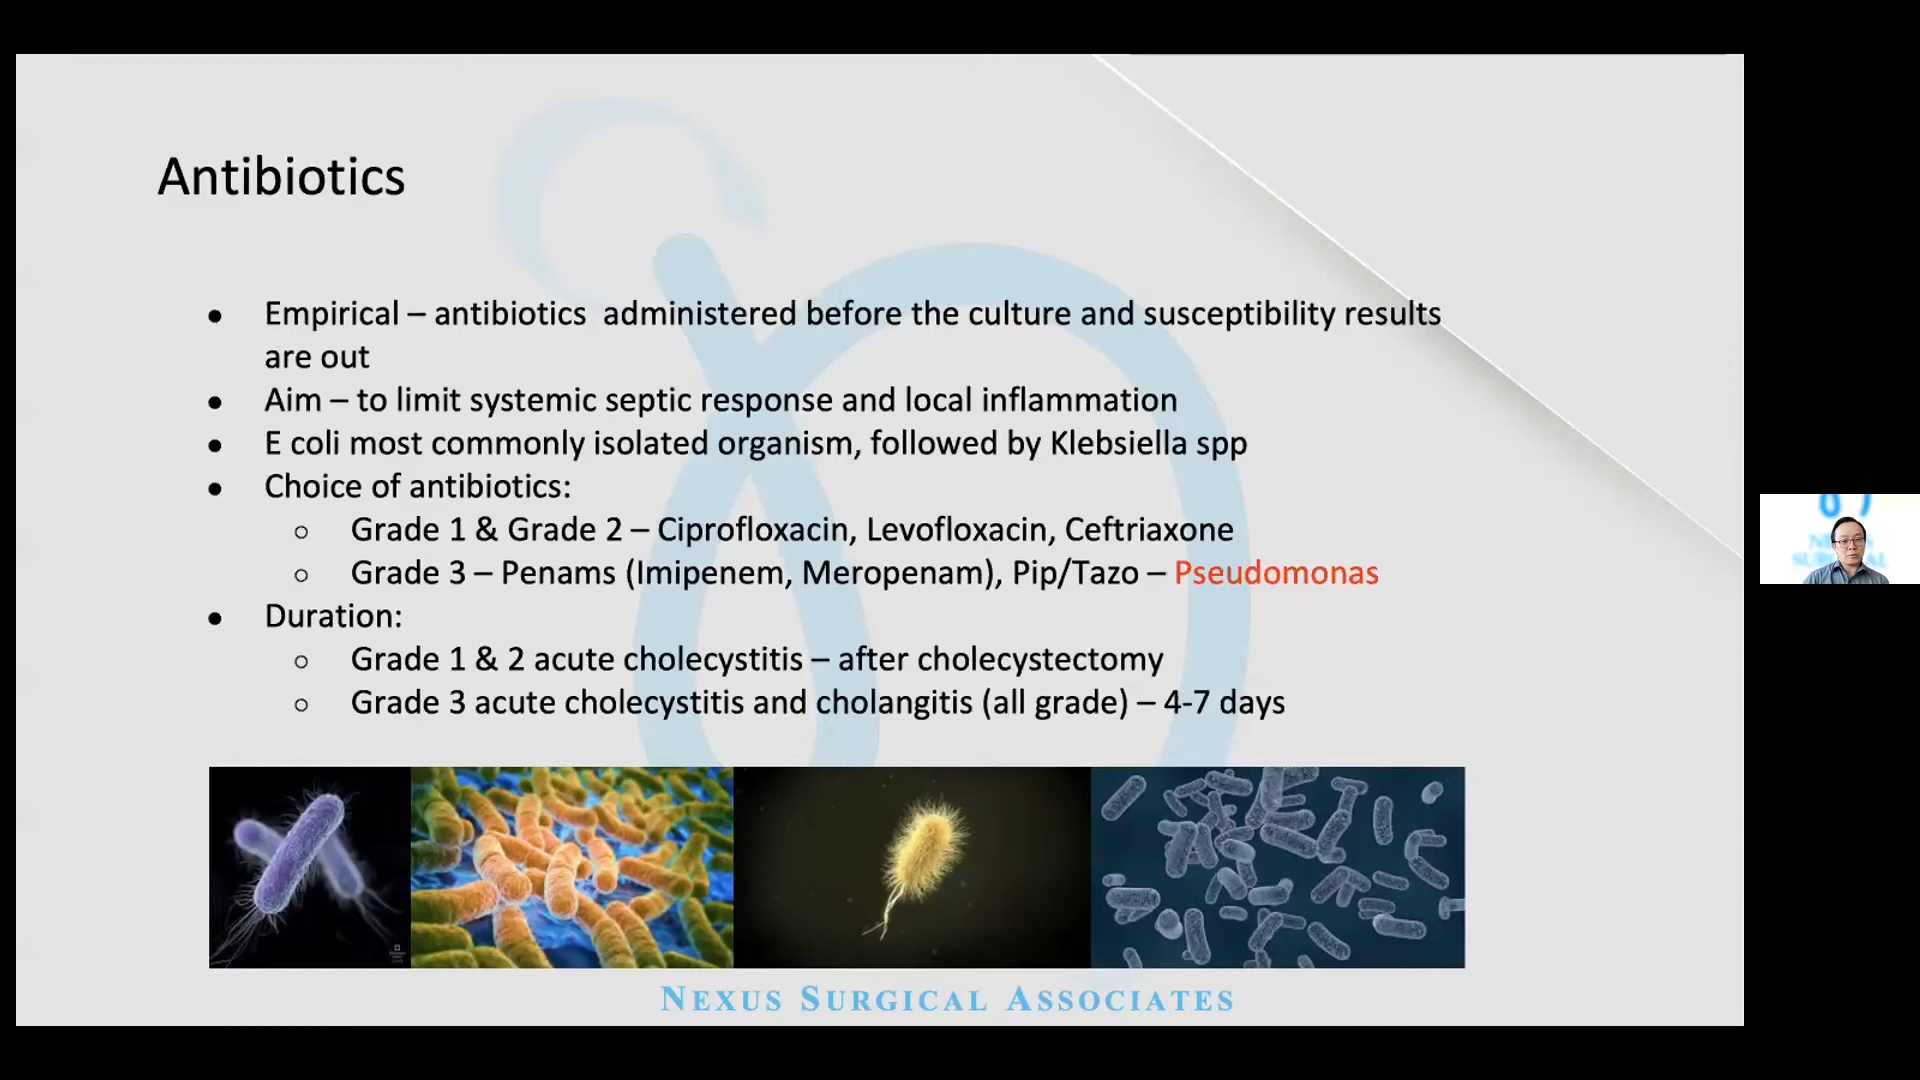 Antibiotics
Empirical – antibiotics administered before the culture and susceptibility results
are out
Aim – to limit systemic septic response and local inflammation
E coli most commonly isolated organism, followed by Klebsiella spp
Choice of antibiotics:
Grade 1 & Grade 2 – Ciprofloxacin, Levofloxacin, Ceftriaxone
Grade 3 – Penams (Imipenem, Meropenam), Pip/Tazo – Pseudomonas
Duration:
Grade 1 & 2 acute cholecystitis – after cholecystectomy
Grade 3 acute cholecystitis and cholangitis (all grade) – 4-7 days
NEXUS SURGICAL ASSOCIATES